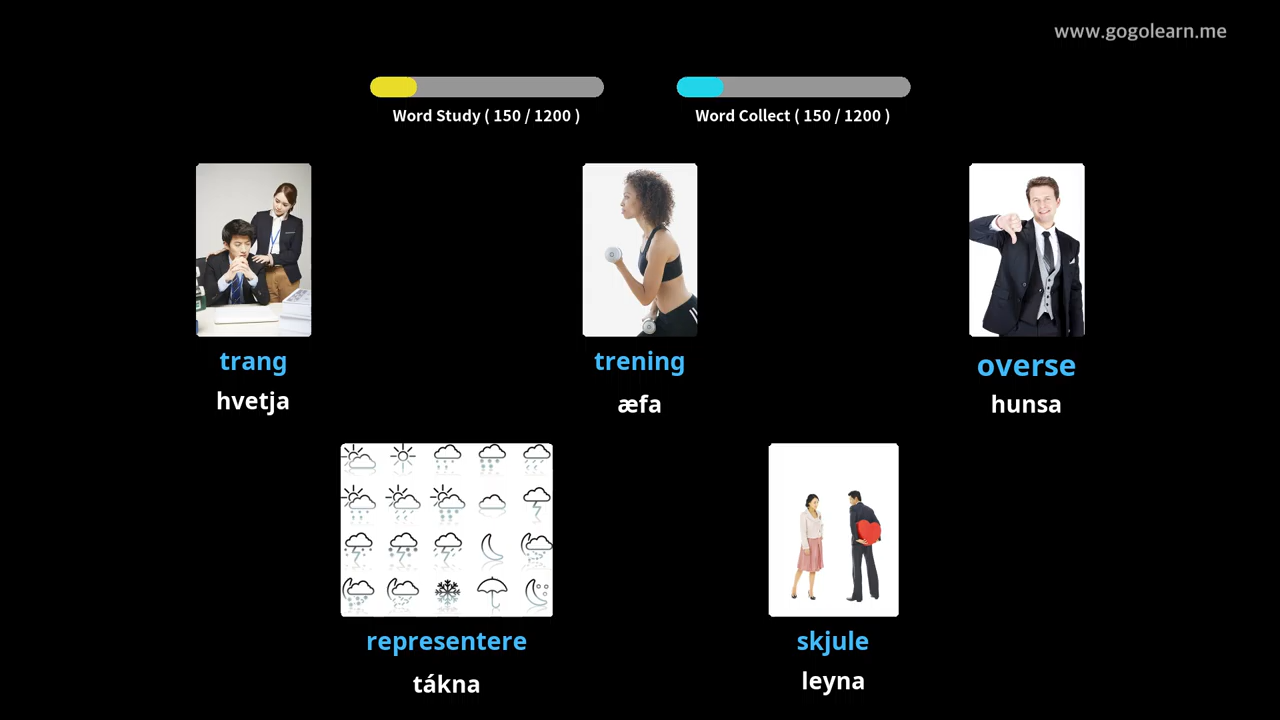 www.gogolearn.me
Word Study ( 150 / 1200 )
Word Collect ( 150 / 1200 )
trang
hvetja
trening
æfa
overse
hunsa
representere
tákna
skjule
leyna